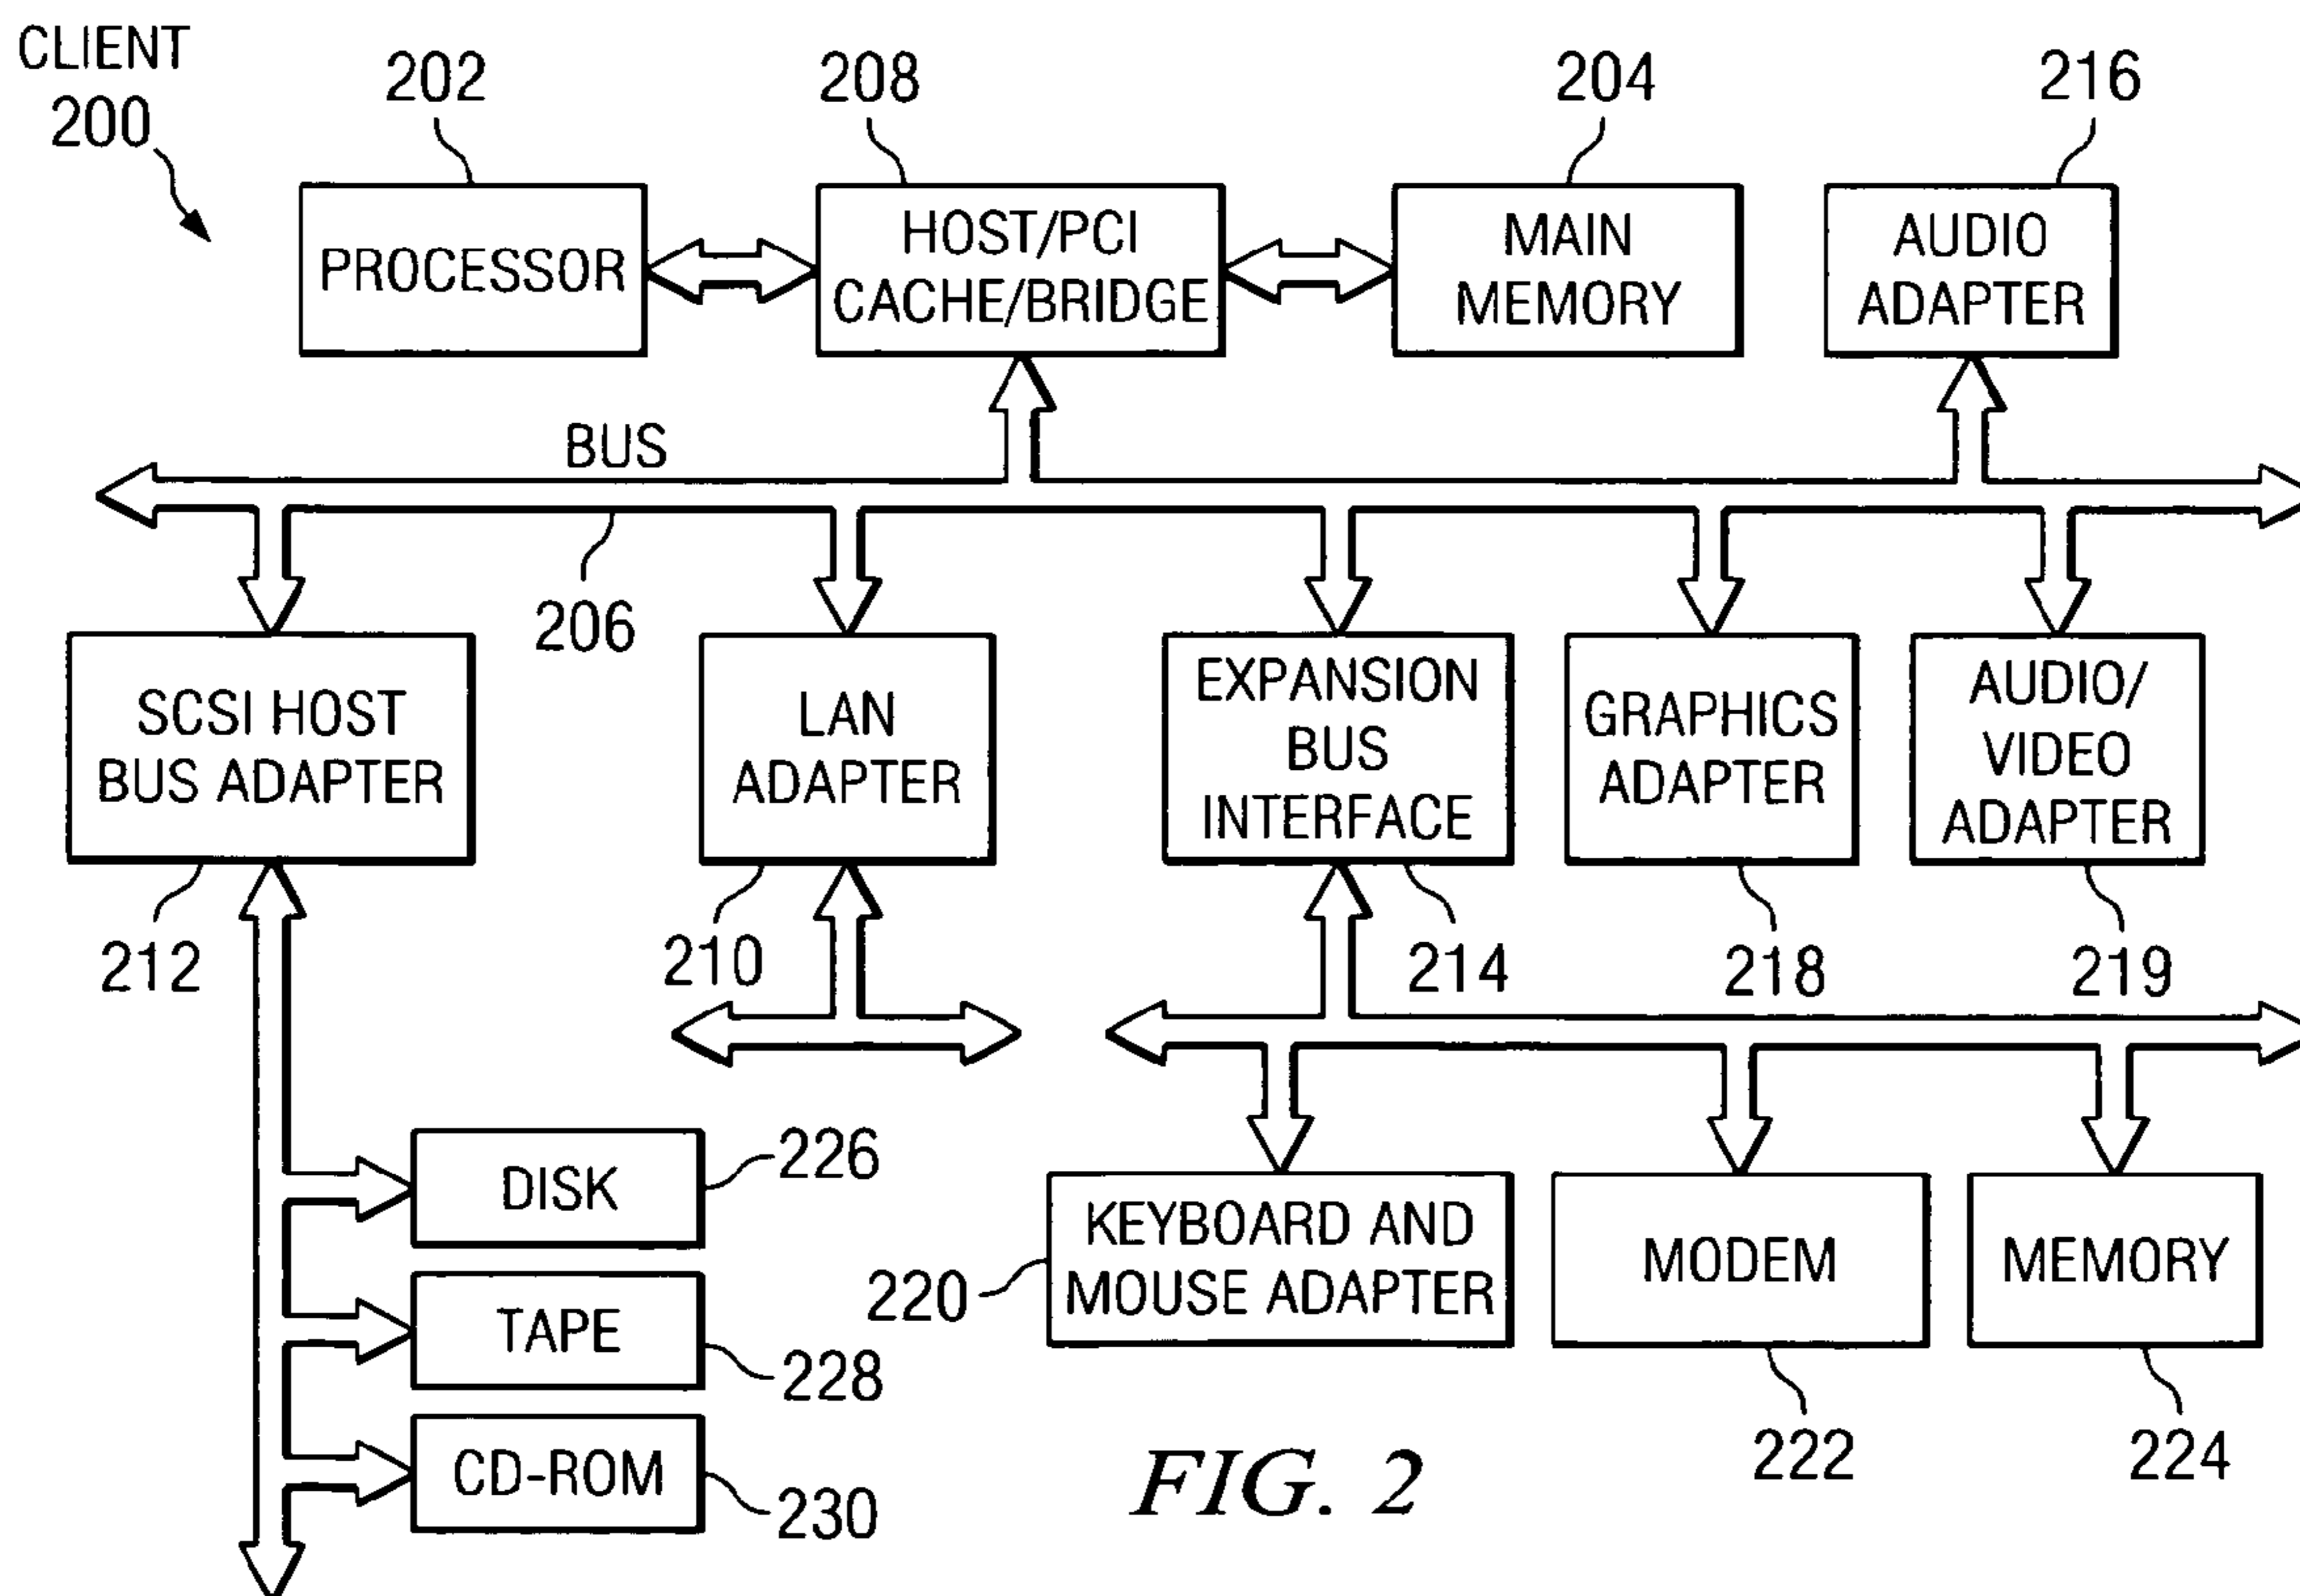 CLIENT
200
202
208
204
216
PROCESSOR
HOST/PCI
CACHE/BRIDGE
MAIN
MEMORY
AUDIO
ADAPTER
BUS
206
SCSI HOST
BUS ADAPTER
LAN
ADAPTER
EXPANSION
BUS
INTERFACE
GRAPHICS
ADAPTER
AUDIO/
VIDEO
ADAPTER
212
210
214
218
219
DISK
226
TAPE
228
CD-ROM
230
220
KEYBOARD AND
MOUSE ADAPTER
MODEM
MEMORY
222
224
FIG. 2